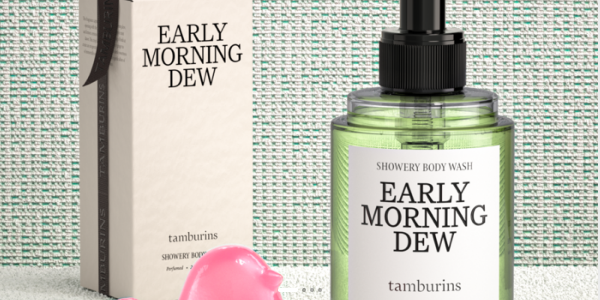 EARLY
MORNING
DEW
tamburins
SHOWERY BODY
TAMBURINS
SHOWERY BODY WASH
EARLY
MORNING
DEW
tamburins